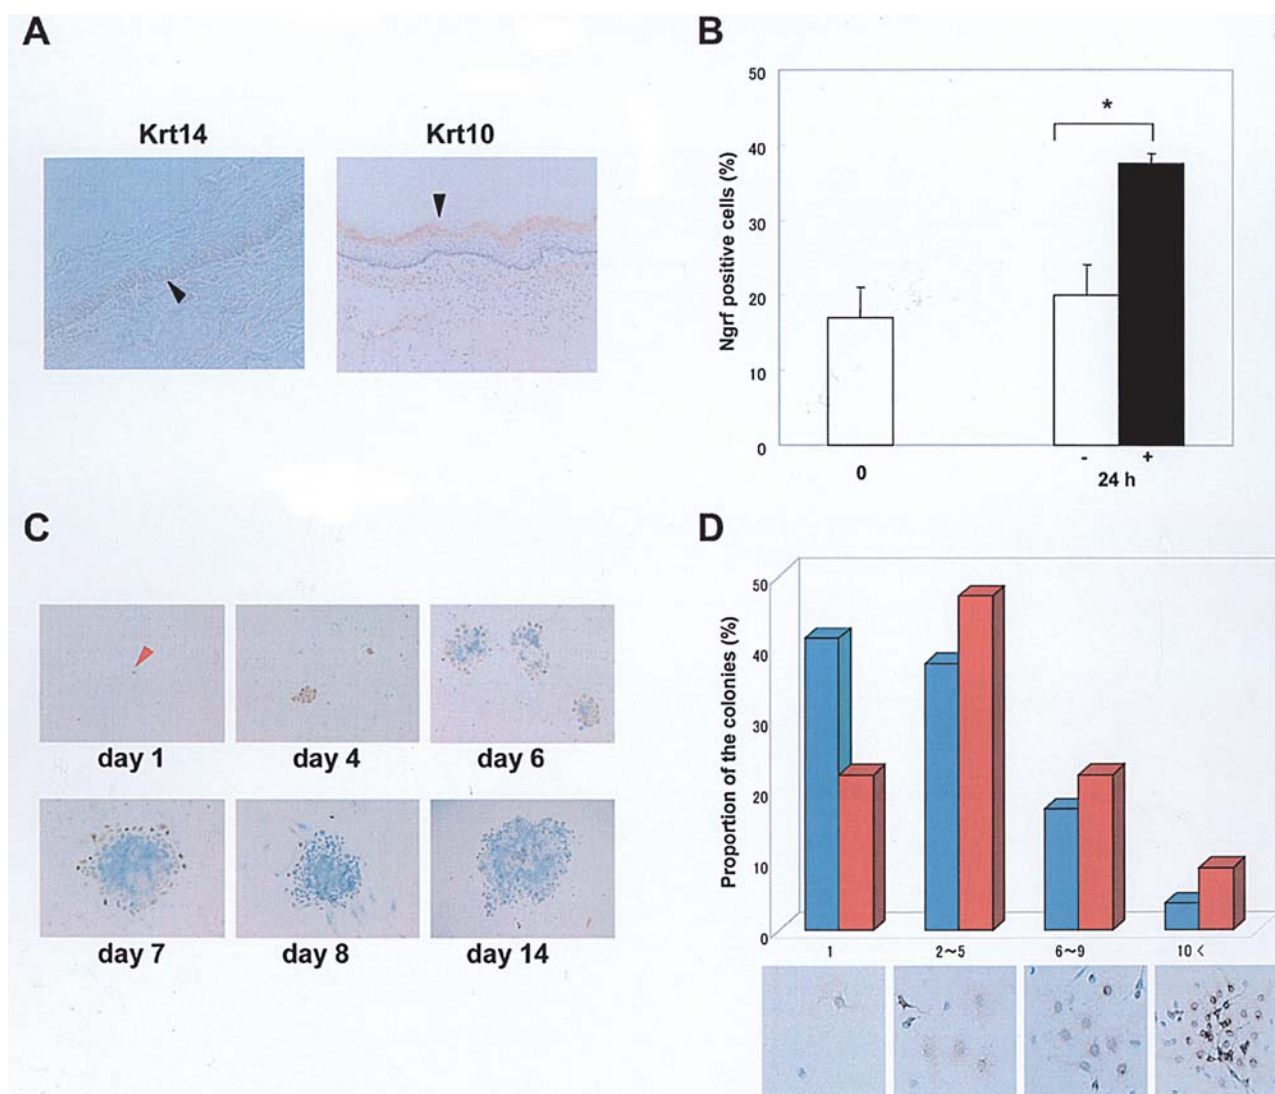 A
Krt14
Krt10
B
Ngrf positive cells (%)
50
40
30
20
10
0
*
0
-
+
24 h
C
day 1
day 4
day 6
day 7
day 8
day 14
D
Proportion of the colonies (%)
50
40
30
20
10
0
1
2~5
6~9
10 <